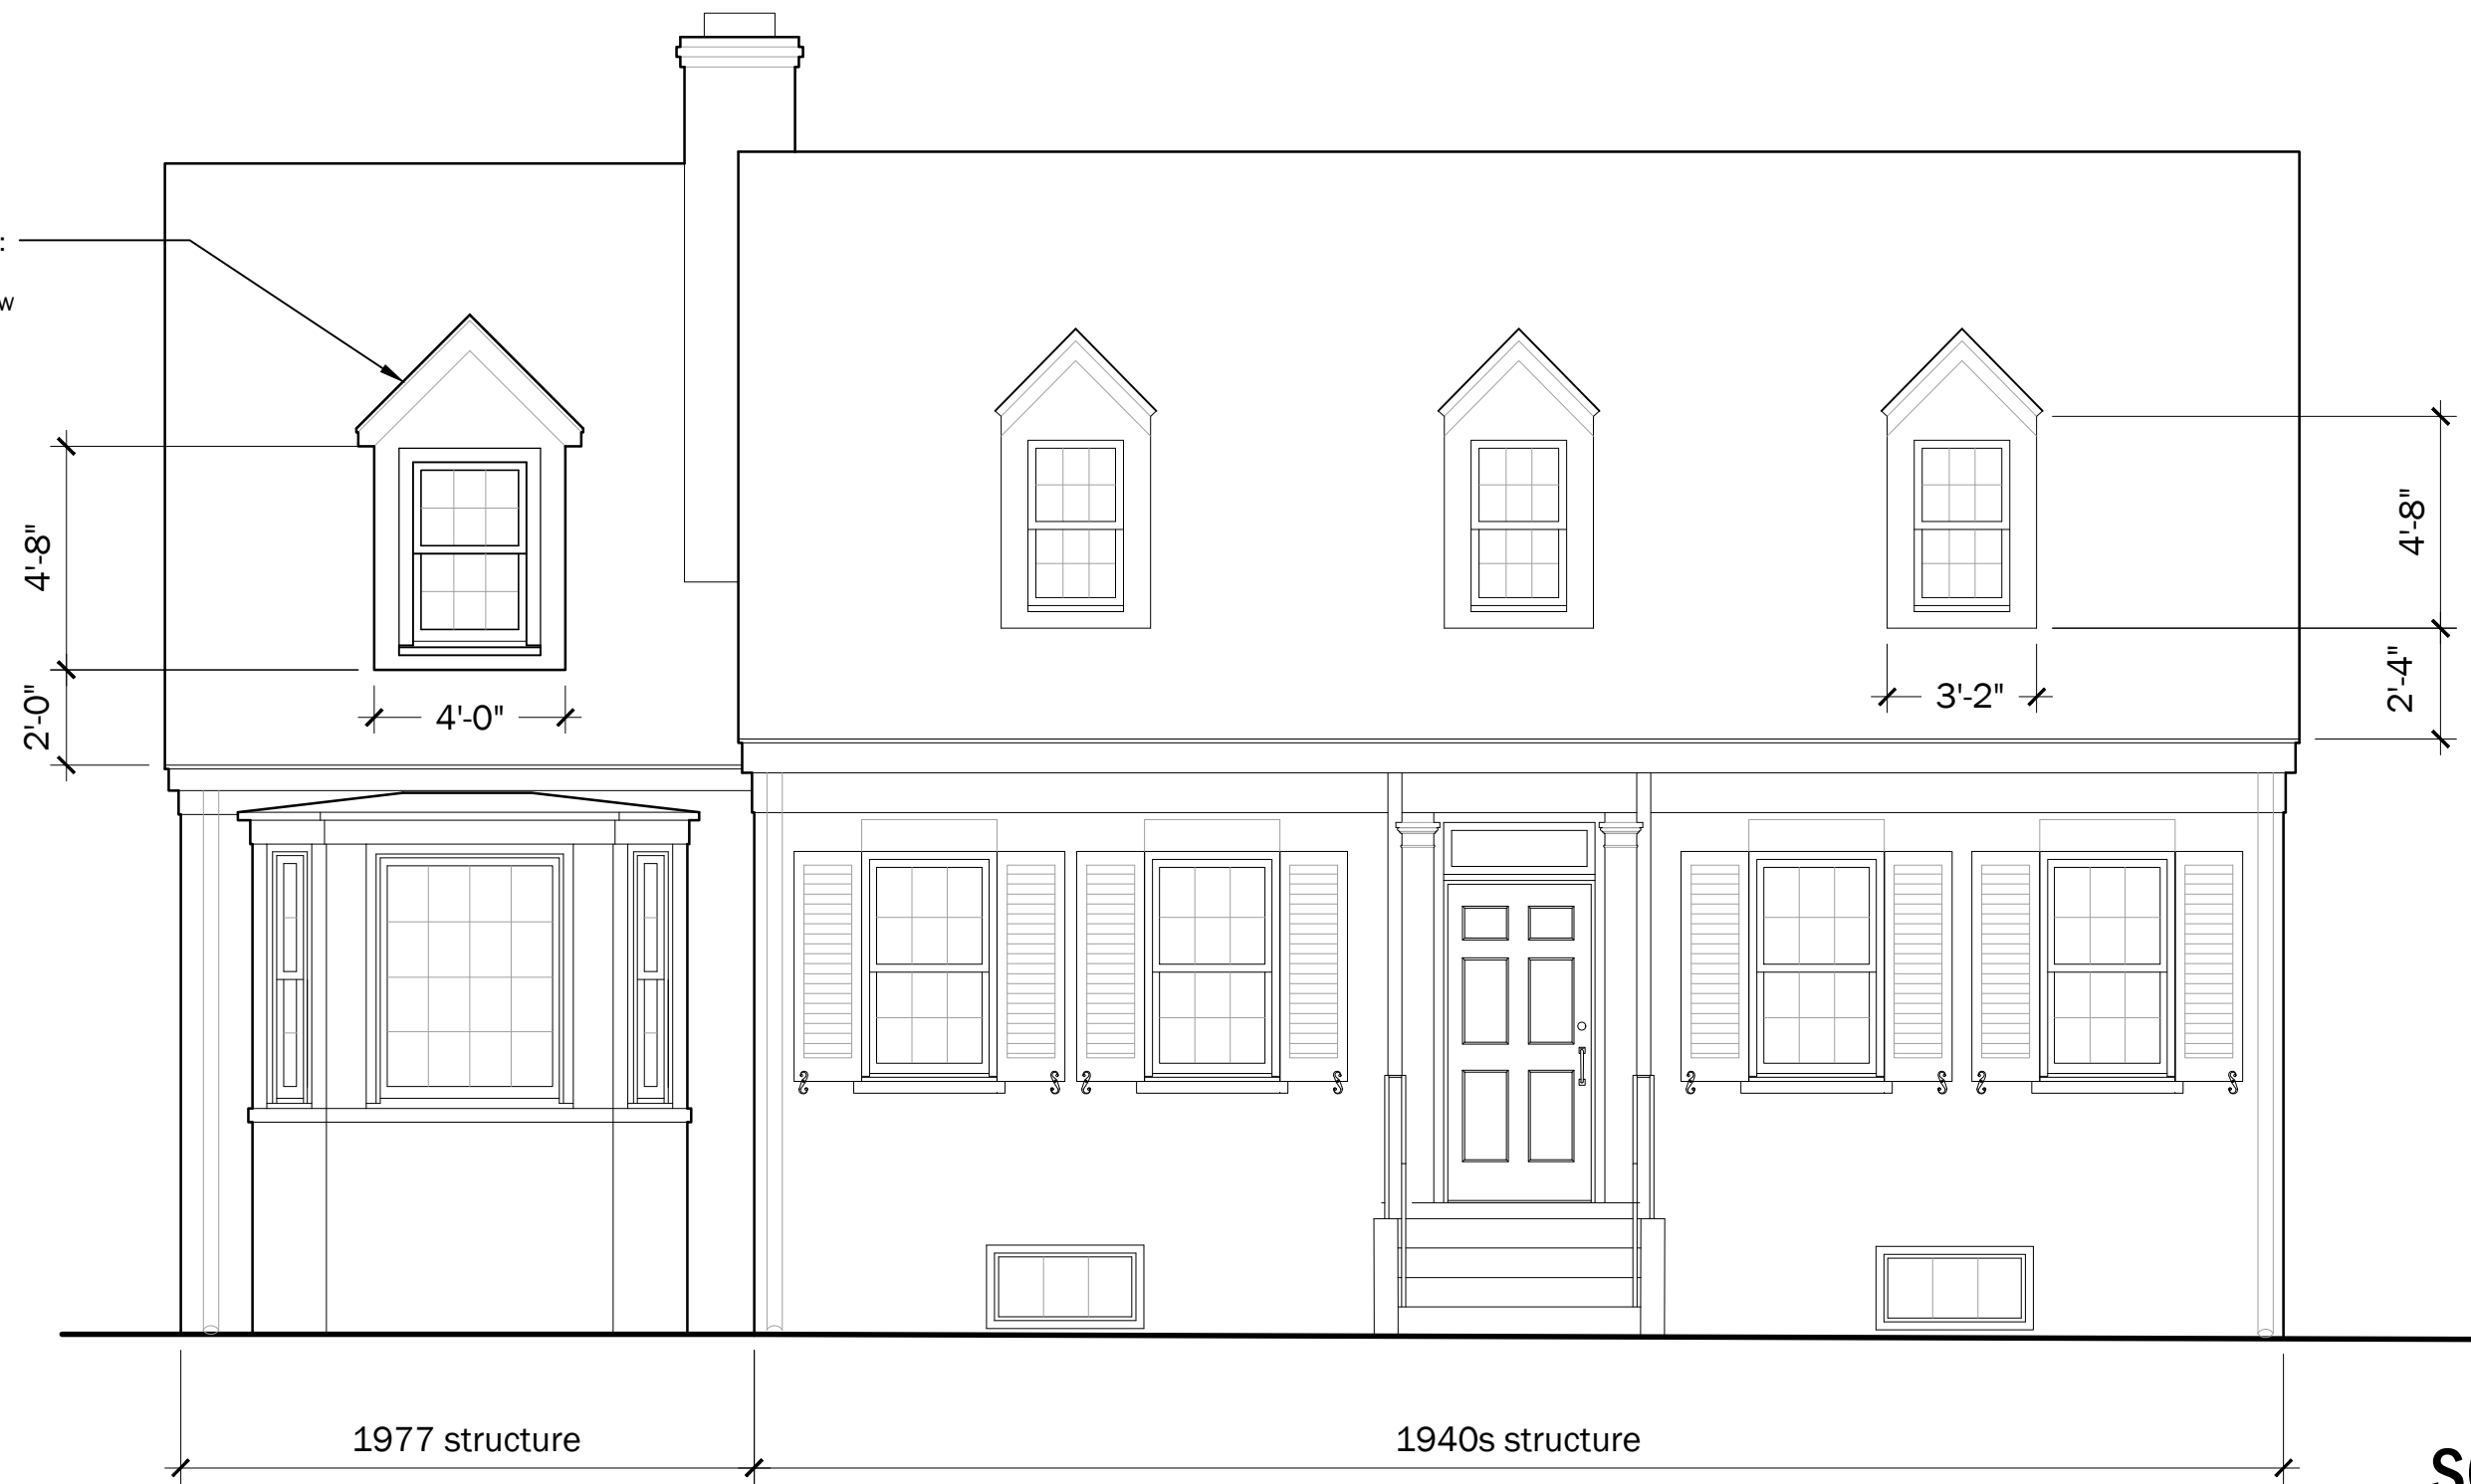 :
w
4'-8"
4'-8"
2'-0"
2'-4"
4'-0"
3'-2"
1977 structure
1940s structure